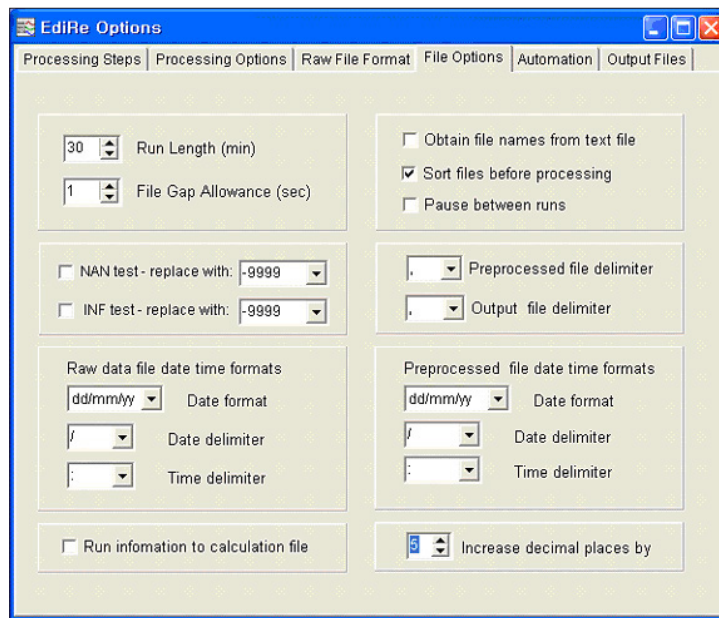 EdiRe Options
Processing Steps | Processing Options | Raw File Format | File Options | Automation | Output Files
30 Run Length (min)
1 File Gap Allowance (sec)
Obtain file names from text file
Sort files before processing
Pause between runs
NAN test - replace with: -9999
INF test - replace with: -9999
, Preprocessed file delimiter
, Output file delimiter
Raw data file date time formats
dd/mm/yy Date format
/ Date delimiter
: Time delimiter
Preprocessed file date time formats
dd/mm/yy Date format
/ Date delimiter
: Time delimiter
Run infomation to calculation file
5 Increase decimal places by